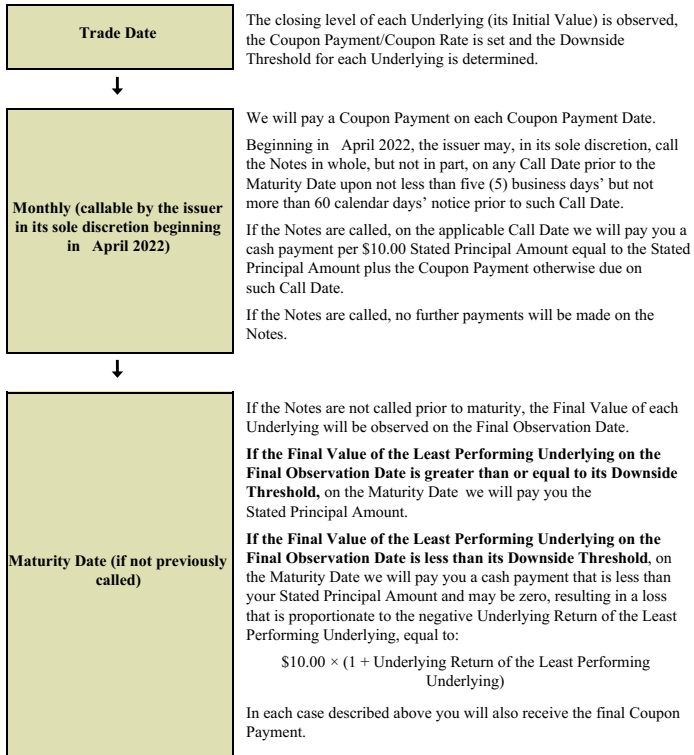 Trade Date
The closing level of each Underlying (its Initial Value) is observed,
the Coupon Payment/Coupon Rate is set and the Downside
Threshold for each Underlying is determined.
Monthly (callable by the issuer
in its sole discretion beginning
in April 2022)
We will pay a Coupon Payment on each Coupon Payment Date.
Beginning in April 2022, the issuer may, in its sole discretion, call
the Notes in whole, but not in part, on any Call Date prior to the
Maturity Date upon not less than five (5) business days’ but not
more than 60 calendar days’ notice prior to such Call Date.
If the Notes are called, on the applicable Call Date we will pay you a
cash payment per $10.00 Stated Principal Amount equal to the Stated
Principal Amount plus the Coupon Payment otherwise due on
such Call Date.
If the Notes are called, no further payments will be made on the
Notes.
Maturity Date (if not previously
called)
If the Notes are not called prior to maturity, the Final Value of each
Underlying will be observed on the Final Observation Date.
If the Final Value of the Least Performing Underlying on the
Final Observation Date is greater than or equal to its Downside
Threshold, on the Maturity Date we will pay you the
Stated Principal Amount.
If the Final Value of the Least Performing Underlying on the
Final Observation Date is less than its Downside Threshold, on
the Maturity Date we will pay you a cash payment that is less than
your Stated Principal Amount and may be zero, resulting in a loss
that is proportionate to the negative Underlying Return of the Least
Performing Underlying, equal to:
$10.00 × (1 + Underlying Return of the Least Performing
Underlying)
In each case described above you will also receive the final Coupon
Payment.